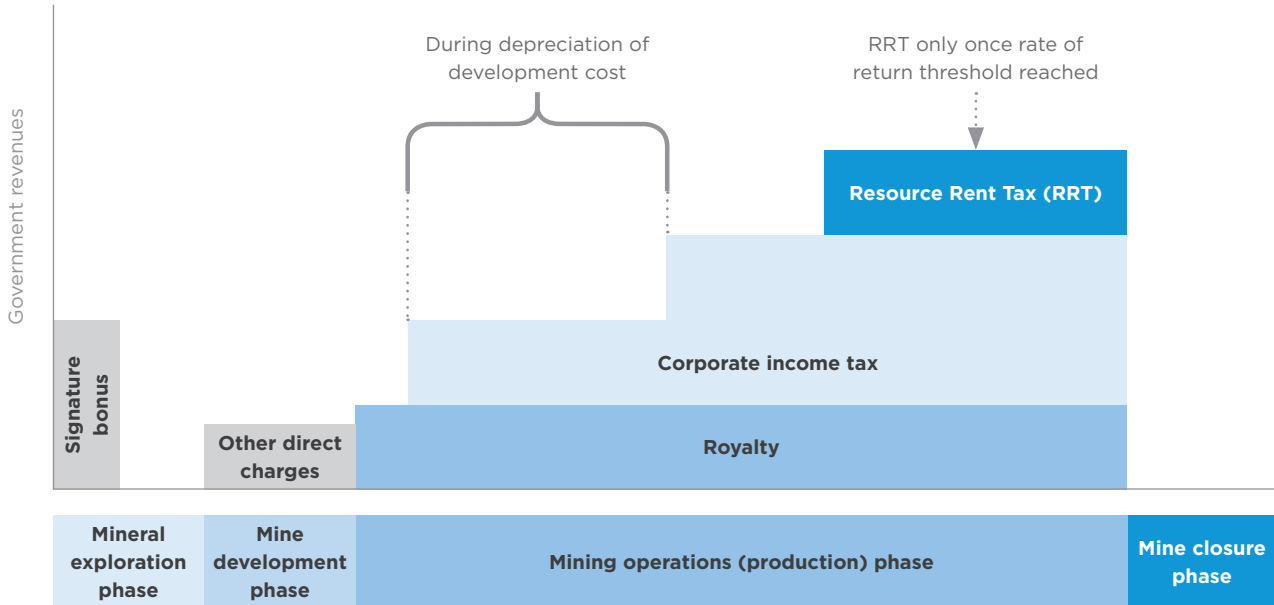 Government revenues
During depreciation of
development cost
RRT only once rate of
return threshold reached
Resource Rent Tax (RRT)
Corporate income tax
Signature
bonus
Other direct
charges
Royalty
Mineral
exploration
phase
Mine
development
phase
Mining operations (production) phase
Mine closure
phase